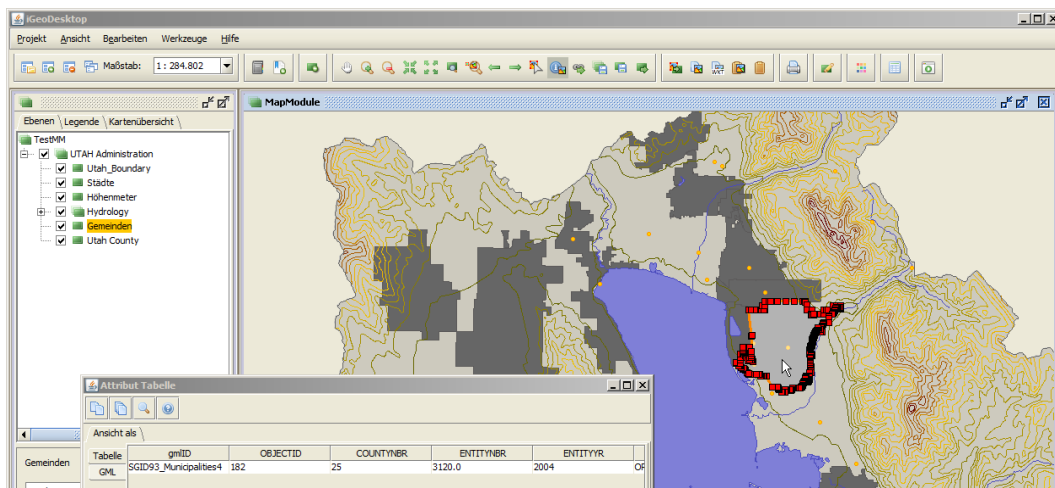 iGeoDesktop
Projekt Ansicht Bearbeiten Werkzeuge Hilfe
Maßstab: 1 : 284.802
WKT
MapModule
Ebenen Legende Kartenübersicht
TestMM
UTAH Administration
Utah_Boundary
Städte
Höhenmeter
Hydrology
Gemeinden
Utah County
Attribut Tabelle
Ansicht als
Gemeinden
Tabelle gmlID OBJECTID COUNTYNBR ENTITYNBR ENTITYYR
GML SGID93_Municipalities4 182 25 3120.0 2004 OR